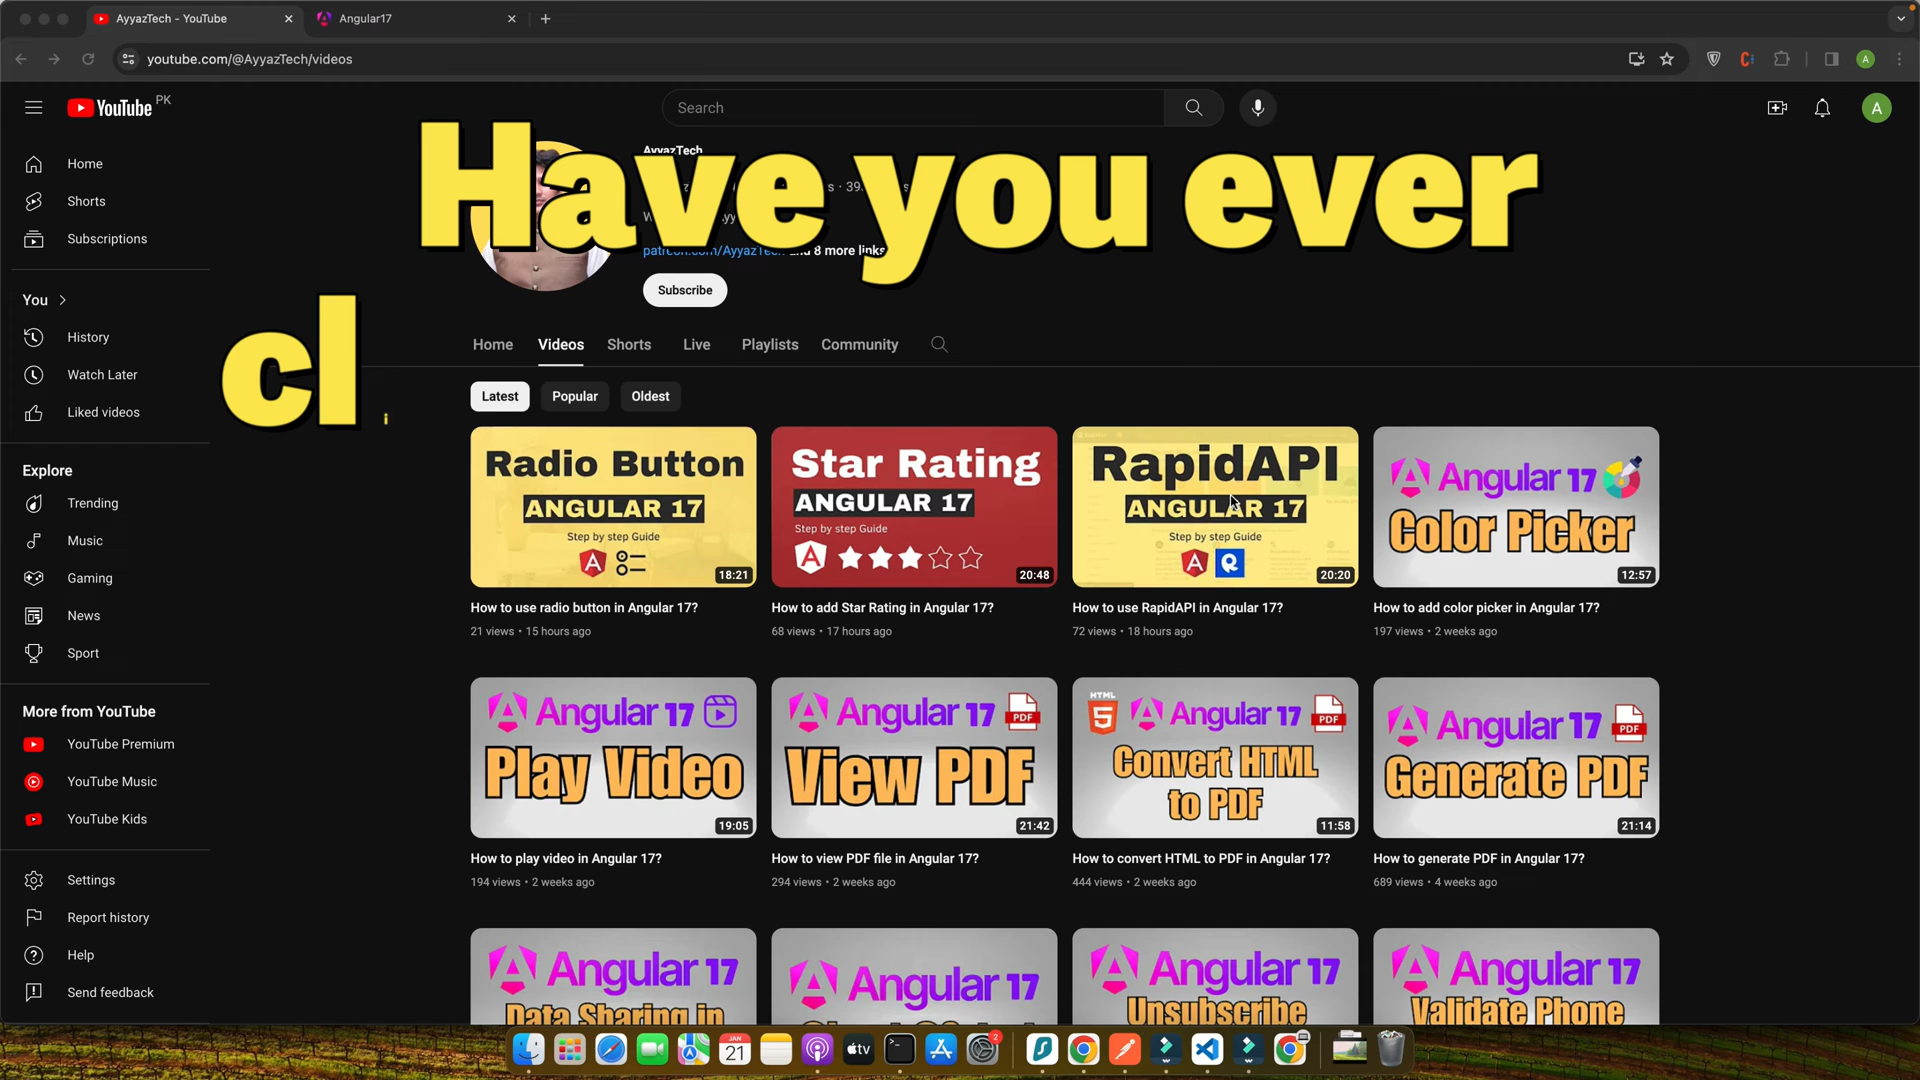 AyyazTech - YouTube
Angular17
youtube.com/@AyyazTech/videos
A
YouTube PK
Search
A
Have you ever
cl
i
AyyazTech
patreon.com/AyyazTech and 8 more links
Subscribe
Home
Shorts
Subscriptions
You
History
Watch Later
Liked videos
Explore
Trending
Music
Gaming
News
Sport
More from YouTube
YouTube Premium
YouTube Music
YouTube Kids
Settings
Report history
Help
Send feedback
Home Videos Shorts Live Playlists Community
Latest Popular Oldest
Radio Button
ANGULAR 17
Step by step Guide
18:21
How to use radio button in Angular 17?
21 views • 15 hours ago
Star Rating
ANGULAR 17
Step by step Guide
20:48
How to add Star Rating in Angular 17?
68 views • 17 hours ago
RapidAPI
ANGULAR 17
Step by step Guide
20:20
How to use RapidAPI in Angular 17?
72 views • 18 hours ago
Angular 17
Color Picker
12:57
How to add color picker in Angular 17?
197 views • 2 weeks ago
Angular 17
Play Video
19:05
How to play video in Angular 17?
194 views • 2 weeks ago
Angular 17
PDF
View PDF
21:42
How to view PDF file in Angular 17?
294 views • 2 weeks ago
HTML
5
Angular 17
PDF
Convert HTML
to PDF
11:58
How to convert HTML to PDF in Angular 17?
444 views • 2 weeks ago
Angular 17
PDF
Generate PDF
21:14
How to generate PDF in Angular 17?
689 views • 4 weeks ago
Angular 17
Data Sharing in
Angular 17
Angular 17
Unsubscribe
Angular 17
Validate Phone
JAN
21
tv
2